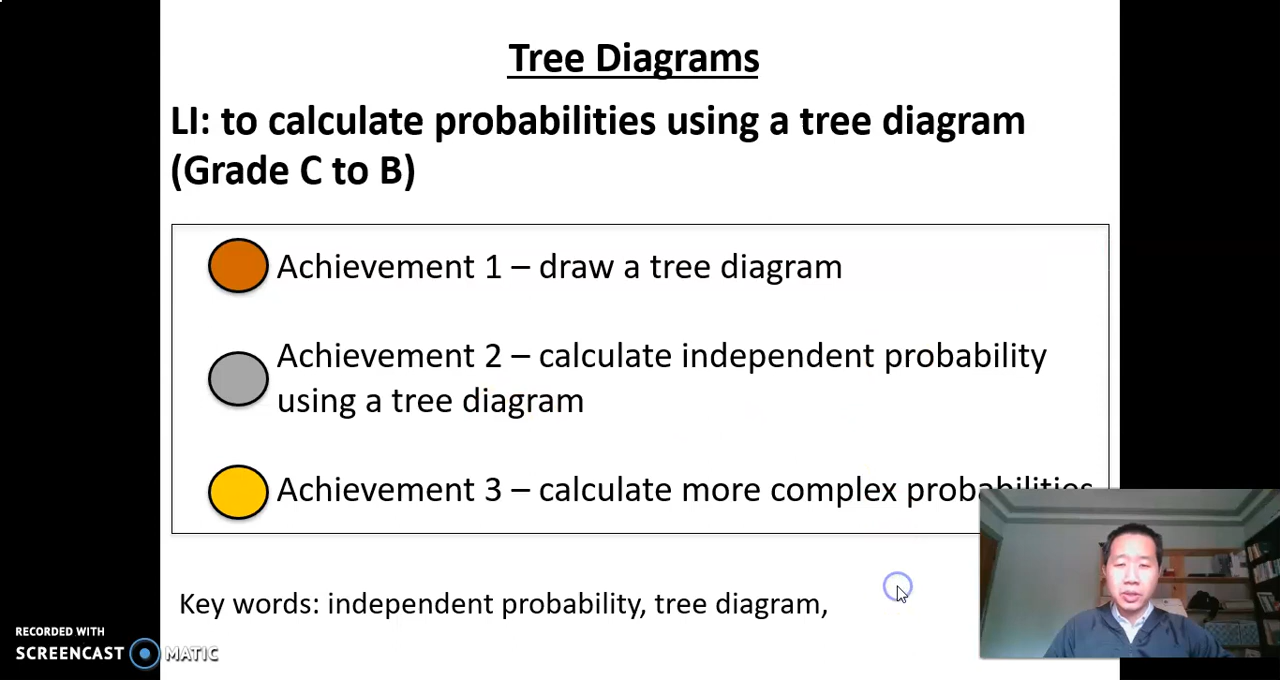 Tree Diagrams
LI: to calculate probabilities using a tree diagram
(Grade C to B)
Achievement 1 – draw a tree diagram
Achievement 2 – calculate independent probability
using a tree diagram
Achievement 3 – calculate more complex probabilities
Key words: independent probability, tree diagram,
RECORDED WITH
SCREENCAST MATIC